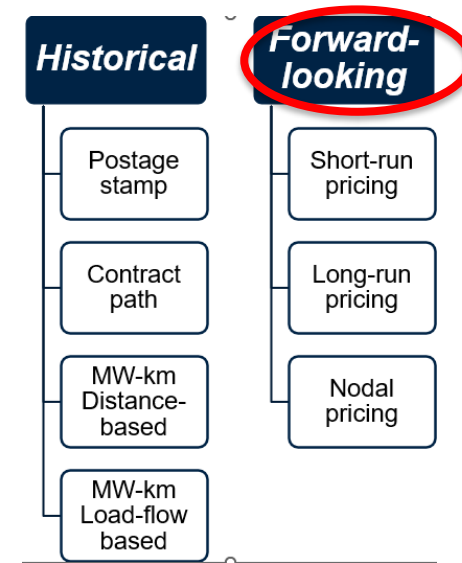 Historical
Postage
stamp
Contract
path
MW-km
Distance-
based
MW-km
Load-flow
based
Forward-
looking
Short-run
pricing
Long-run
pricing
Nodal
pricing